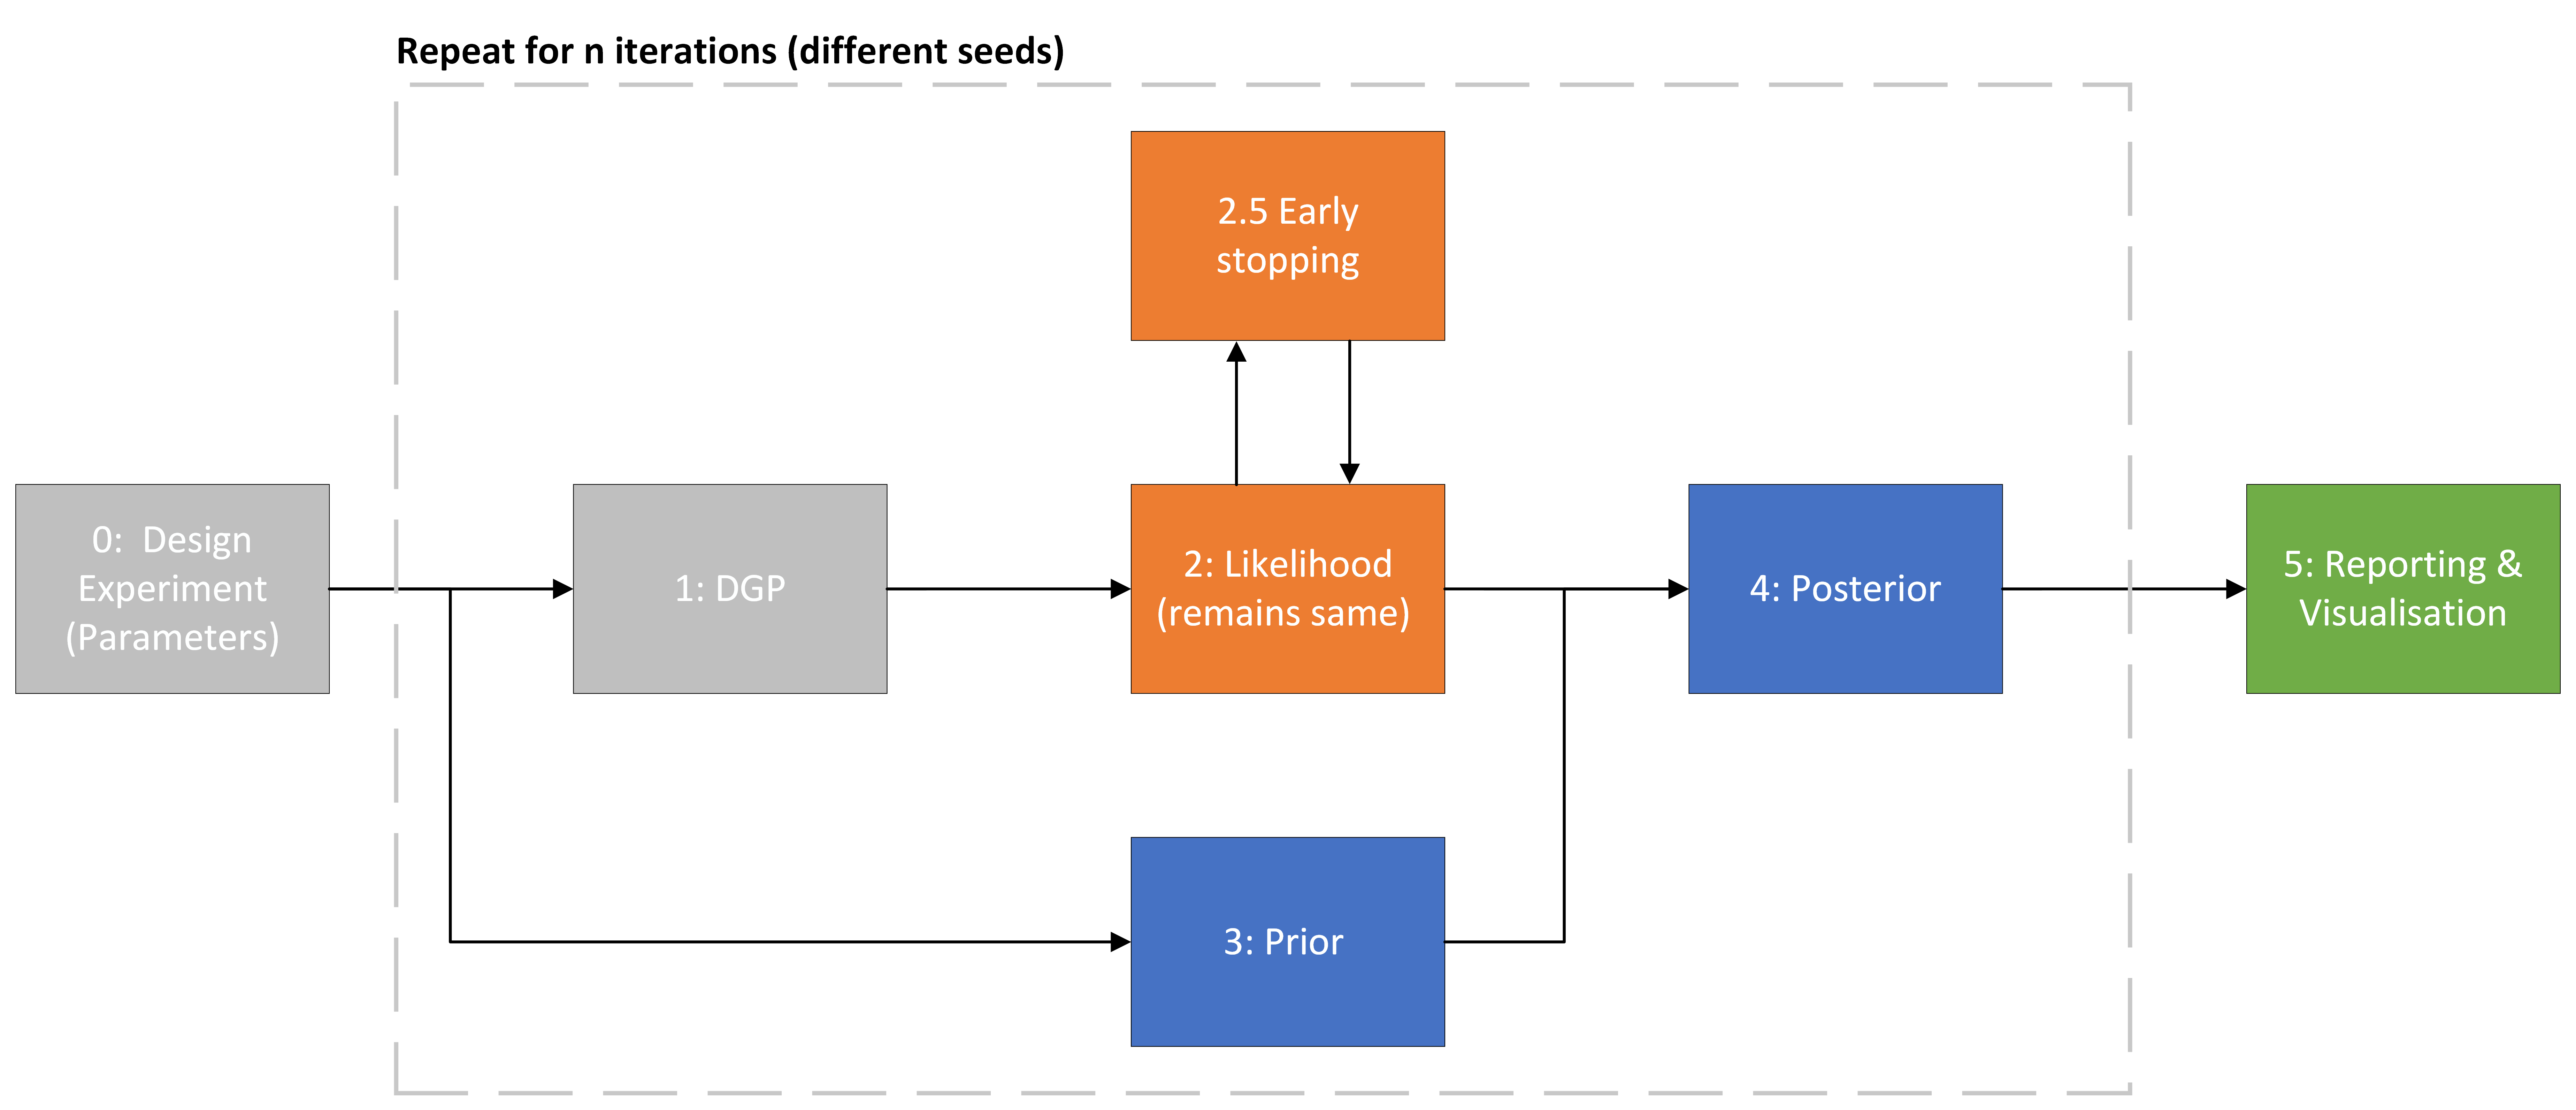 Repeat for n iterations (different seeds)
2.5 Early
stopping
0:  Design
Experiment
(Parameters)
1: DGP
2: Likelihood
(remains same)
4: Posterior
5: Reporting &
Visualisation
3: Prior